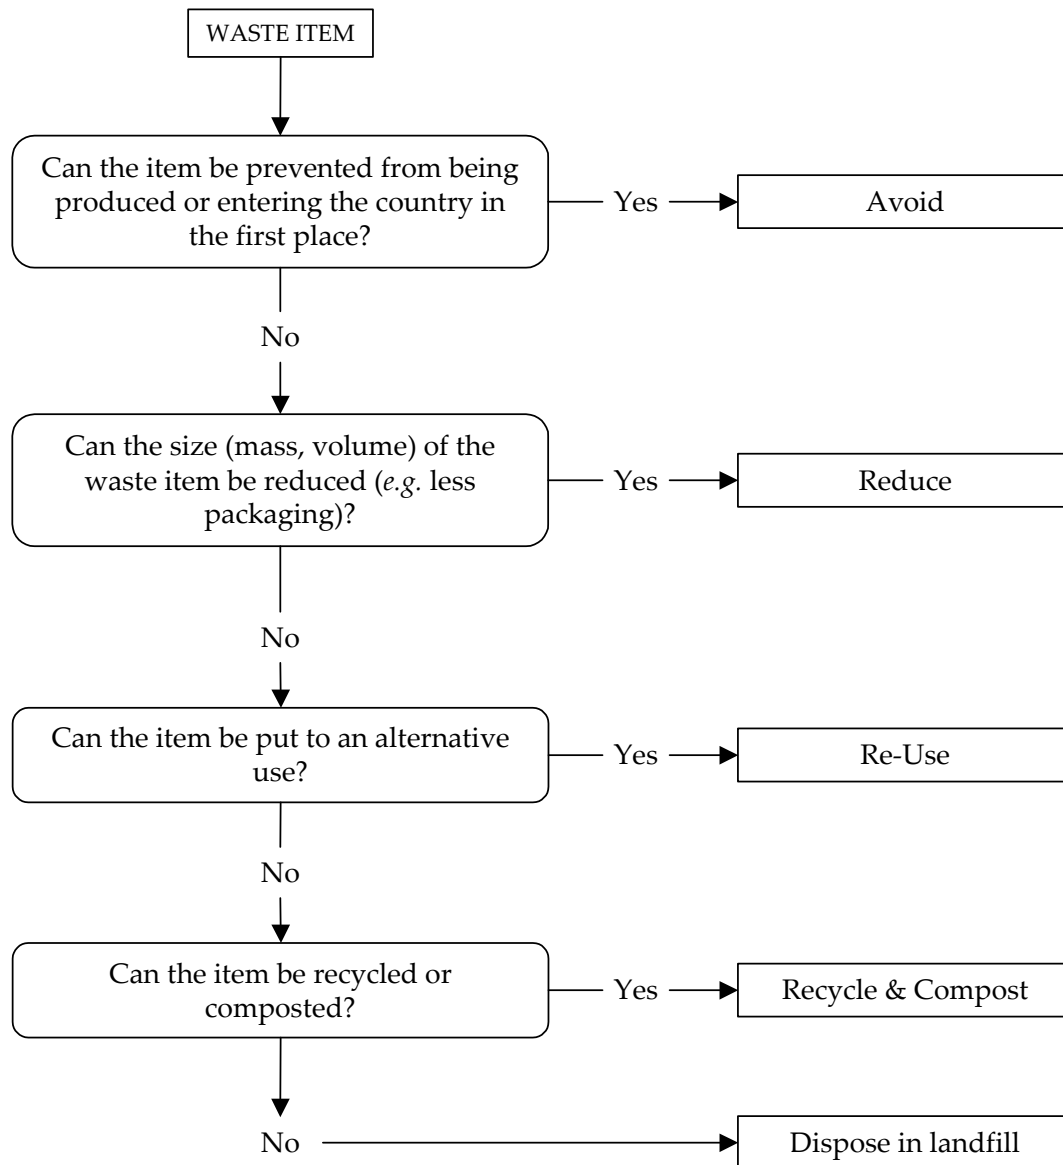 WASTE ITEM
Can the item be prevented from being
produced or entering the country in
the first place?
Yes
Avoid
No
Can the size (mass, volume) of the
waste item be reduced (e.g. less
packaging)?
Yes
Reduce
No
Can the item be put to an alternative
use?
Yes
Re-Use
No
Can the item be recycled or
composted?
Yes
Recycle & Compost
No
Dispose in landfill